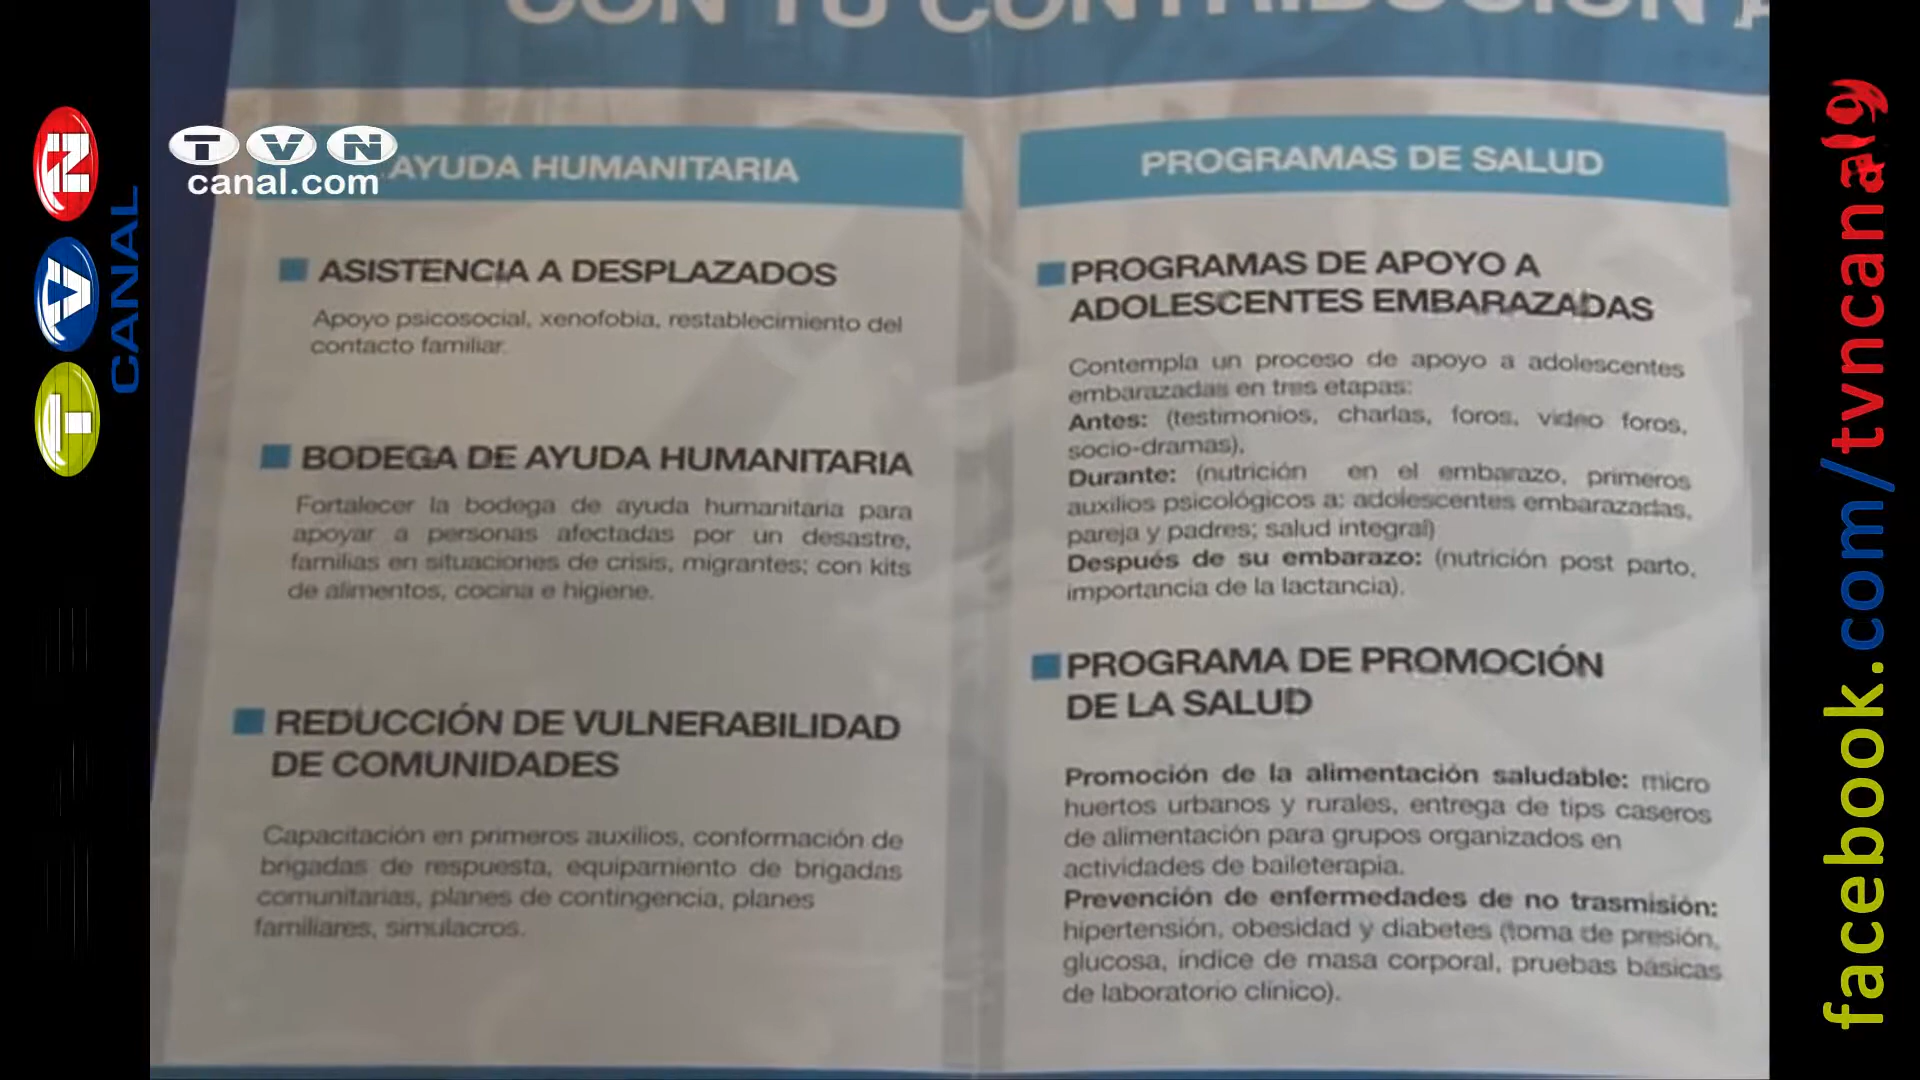 CON TU CONTRIBUCIÓN
TVN
canal.com
AYUDA HUMANITARIA
ASISTENCIA A DESPLAZADOS
Apoyo psicosocial, xenofobia, restablecimiento del
contacto familiar.
BODEGA DE AYUDA HUMANITARIA
Fortalecer la bodega de ayuda humanitaria para
apoyar a personas afectadas por un desastre,
familias en situaciones de crisis, migrantes; con kits
de alimentos, cocina e higiene.
REDUCCIÓN DE VULNERABILIDAD
DE COMUNIDADES
Capacitación en primeros auxilios, conformación de
brigadas de respuesta, equipamiento de brigadas
comunitarias, planes de contingencia, planes
familiares, simulacros.
PROGRAMAS DE SALUD
PROGRAMAS DE APOYO A
ADOLESCENTES EMBARAZADAS
Contempla un proceso de apoyo a adolescentes
embarazadas en tres etapas:
Antes: (testimonios, charlas, foros, video foros,
socio-dramas).
Durante: (nutrición en el embarazo, primeros
auxilios psicológicos a: adolescentes embarazadas,
pareja y padres; salud integral)
Después de su embarazo: (nutrición post parto,
importancia de la lactancia).
PROGRAMA DE PROMOCIÓN
DE LA SALUD
Promoción de la alimentación saludable: micro
huertos urbanos y rurales, entrega de tips caseros
de alimentación para grupos organizados en
actividades de baileterapia.
Prevención de enfermedades de no trasmisión:
hipertensión, obesidad y diabetes (toma de presión,
glucosa, índice de masa corporal, pruebas básicas
de laboratorio clínico).
TVN
CANAL
facebook.com/tvncanal19